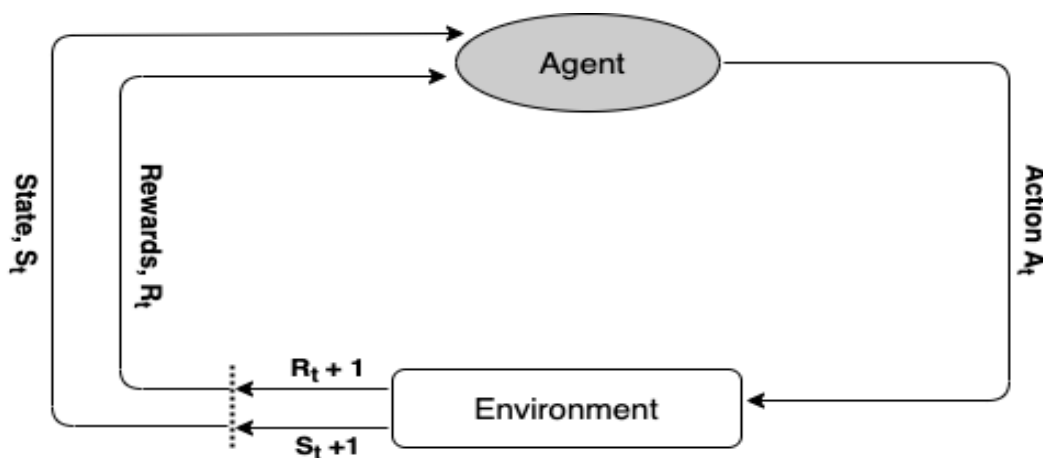 Agent
State, Sₜ
Rewards, Rₜ
Action Aₜ
Rₜ + 1
Environment
Sₜ +1